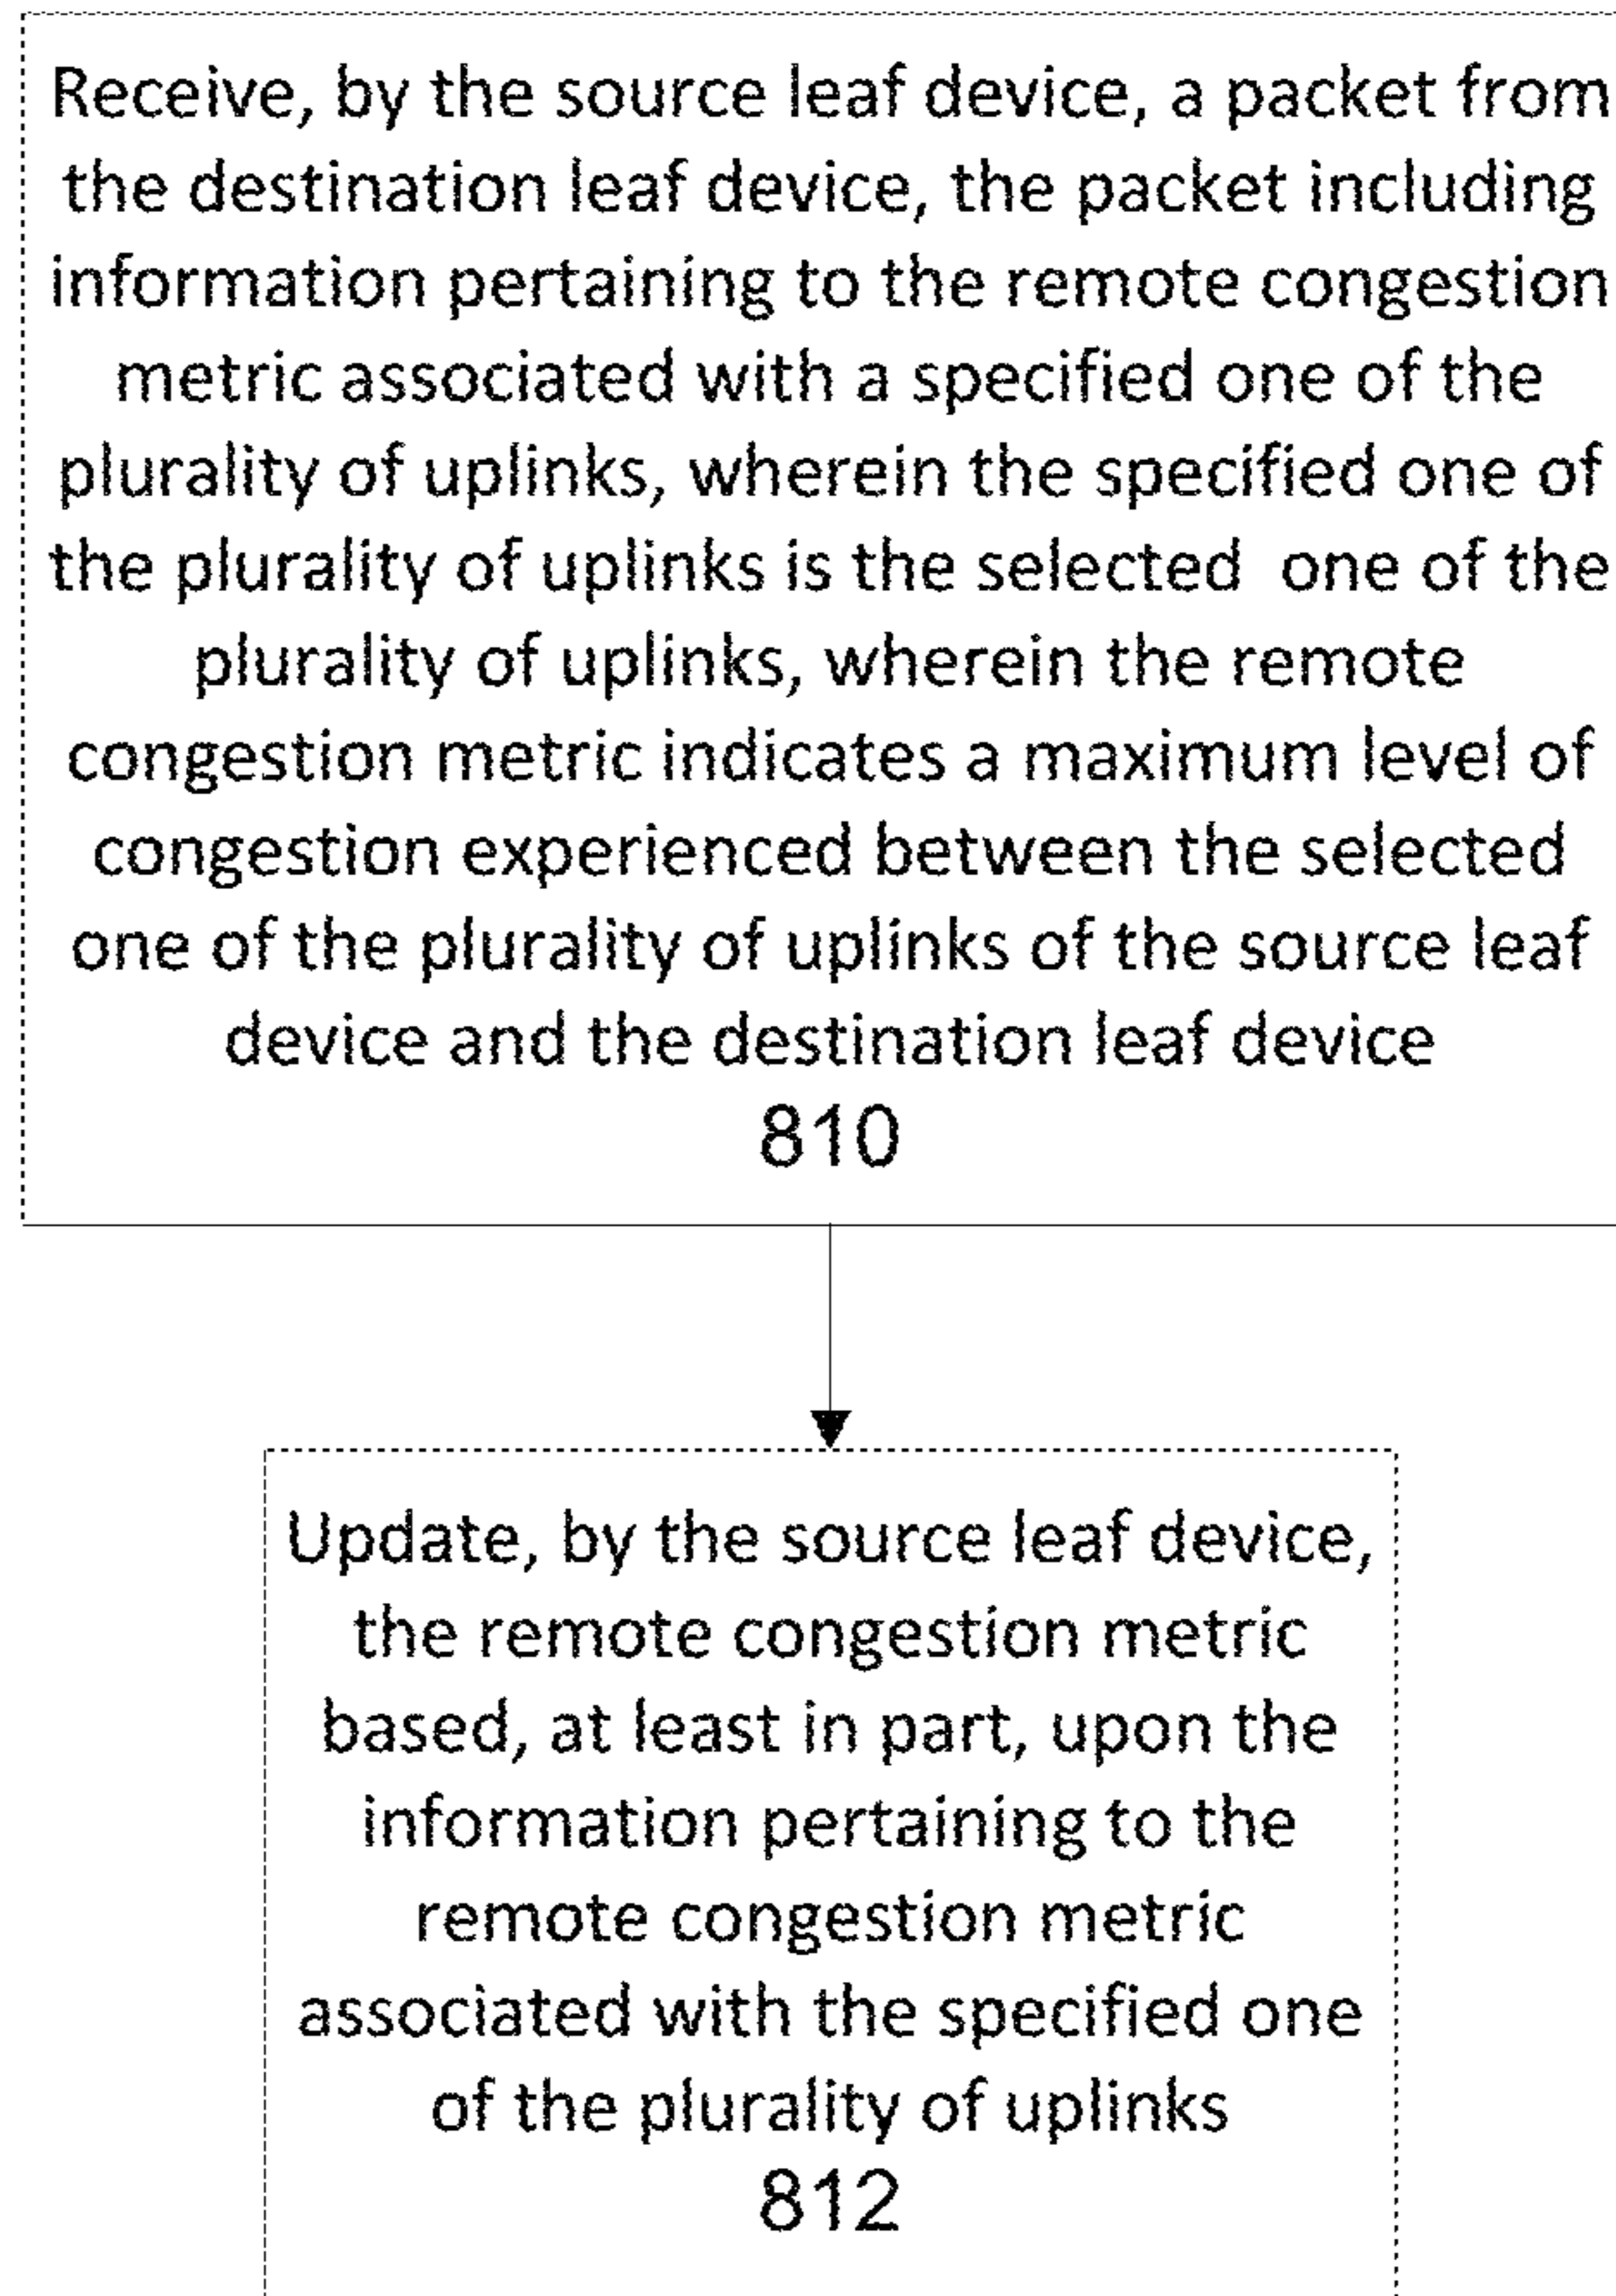 Receive, by the source leaf device, a packet from
the destination leaf device, the packet including
information pertaining to the remote congestion
metric associated with a specified one of the
plurality of uplinks, wherein the specified one of
the plurality of uplinks is the selected  one of the
plurality of uplinks, wherein the remote
congestion metric indicates a maximum level of
congestion experienced between the selected
one of the plurality of uplinks of the source leaf
device and the destination leaf device
810
Update, by the source leaf device,
the remote congestion metric
based, at least in part, upon the
information pertaining to the
remote congestion metric
associated with the specified one
of the plurality of uplinks
812